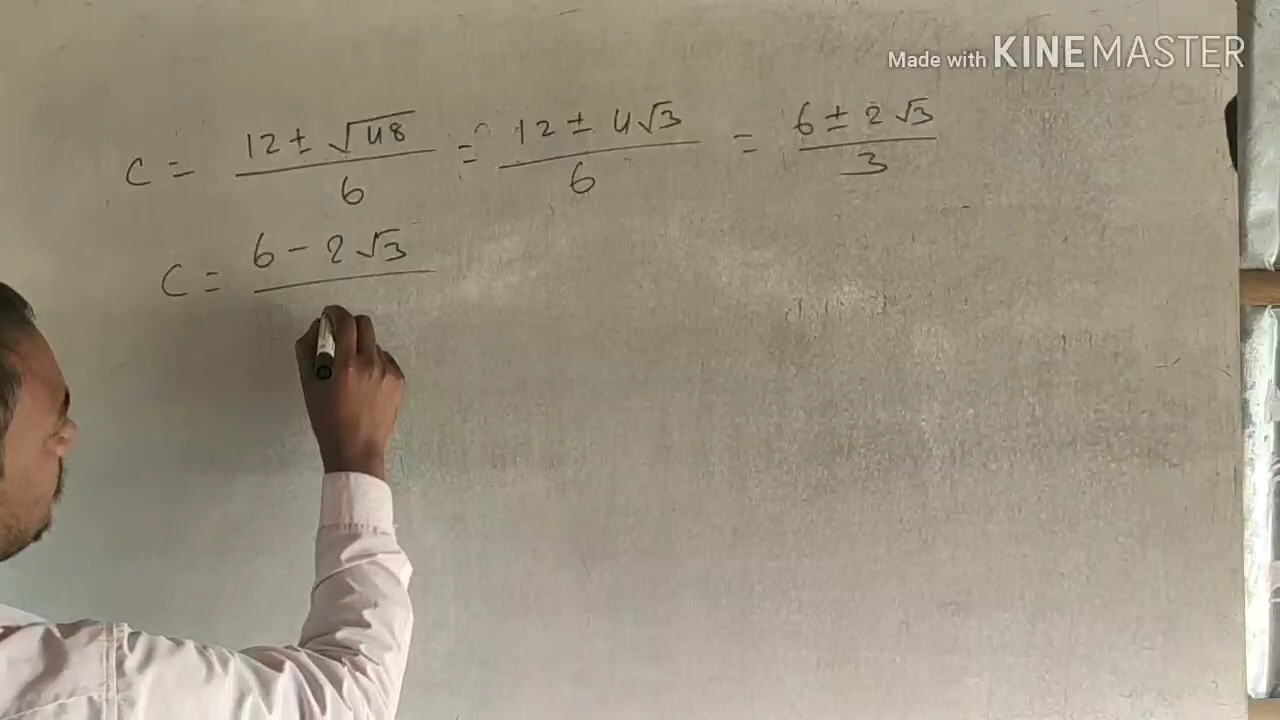 Made with KINEMASTER
C = (12 ± √48)/6 = (12 ± 4√3)/6 = (6 ± 2√3)/3
C = (6 − 2√3)/